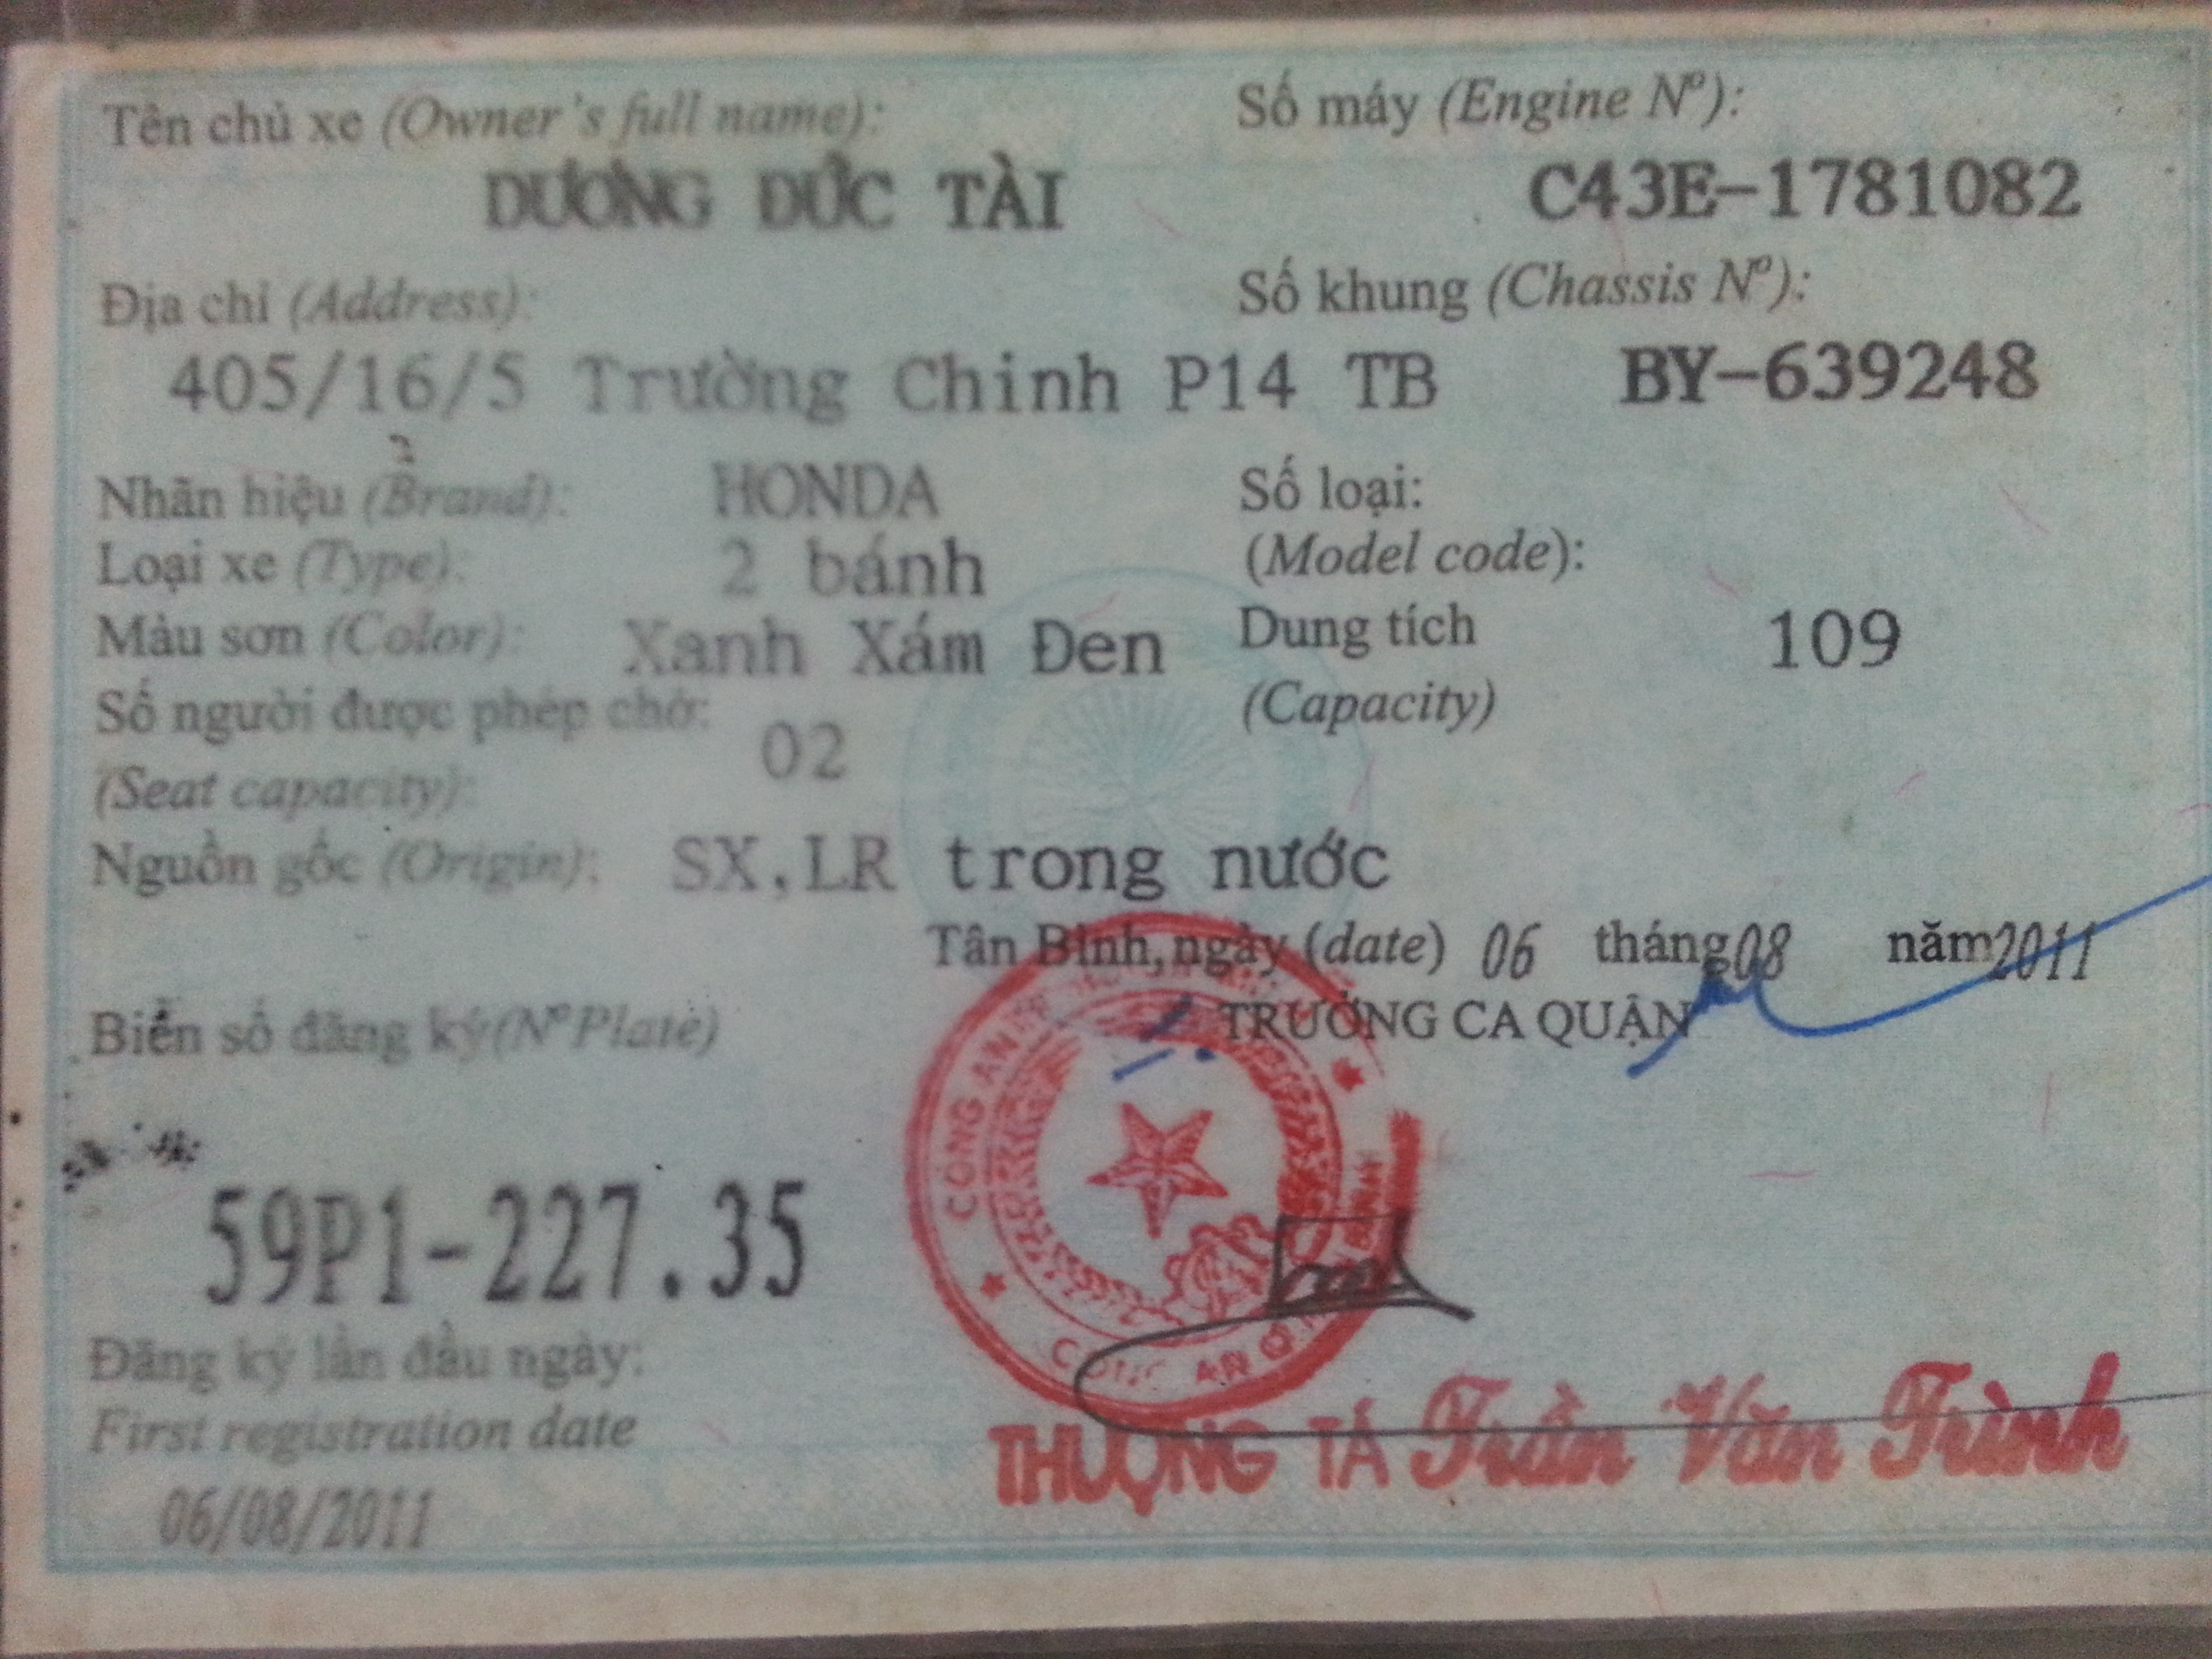 Tên chủ xe (Owner's full name): Số máy (Engine Nº):
DƯƠNG ĐỨC TÀI C43E-1781082
Địa chỉ (Address): Số khung (Chassis Nº):
405/16/5 Trường Chinh P14 TB BY-639248
Nhãn hiệu (Brand): HONDA Số loại:
Loại xe (Type): 2 bánh (Model code):
Màu sơn (Color): Xanh Xám Đen Dung tích 109
Số người được phép chở: 02 (Capacity)
(Seat capacity):
Nguồn gốc (Origin): SX,LR trong nước
Tân Bình, ngày (date) 06 tháng 08 năm 2011
Biển số đăng ký (Nº Plate) TRƯỞNG CA QUẬN
59P1-227.35
CÔNG AN
Đăng ký lần đầu ngày:
First registration date
06/08/2011
THƯỢNG TÁ Trần Văn Trình